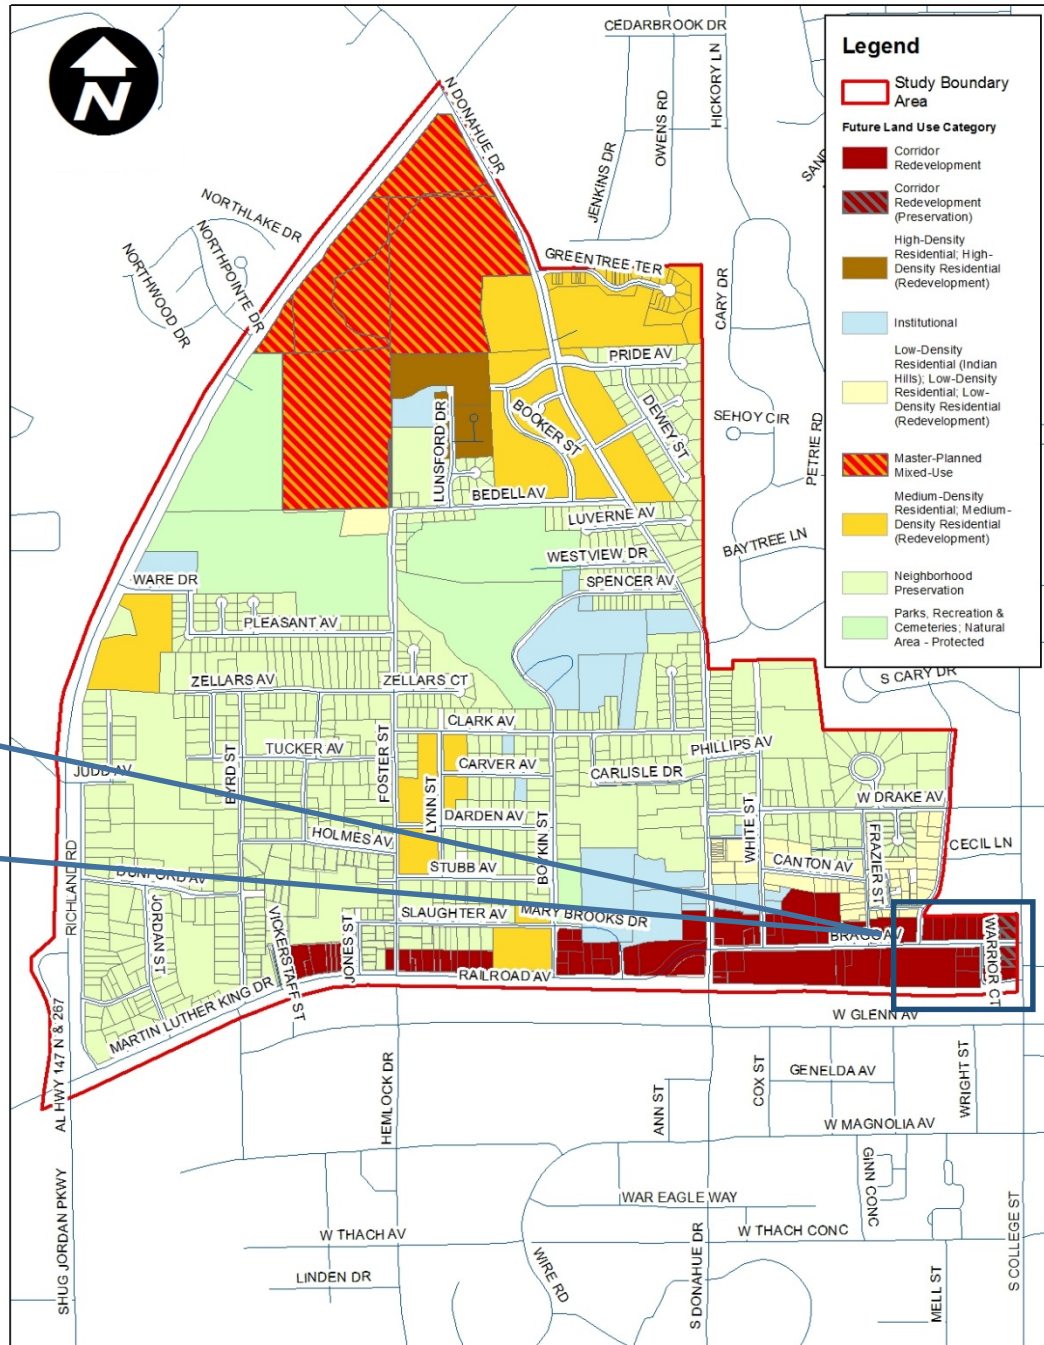 N
CEDARBROOK DR
HICKORY LN
OWENS RD
JENKINS DR
N DONAHUE DR
NORTHLAKE DR
NORTHPOINTE DR
NORTHWOOD DR
GREENTREE TER
CARY DR
PRIDE AV
DEWEY ST
BOOKER ST
LUNSFORD DR
SEHOY CIR
PETRIE RD
BEDELL AV
LUVERNE AV
WESTVIEW DR
SPENCER AV
BAYTREE LN
WARE DR
PLEASANT AV
ZELLARS AV
ZELLARS CT
S CARY DR
CLARK AV
PHILLIPS AV
TUCKER AV
BYRD ST
FOSTER ST
CARVER AV
CARLISLE DR
JUDD AV
W DRAKE AV
LYNN ST
DARDEN AV
BOYKIN ST
WHITE ST
FRAZIER ST
HOLMES AV
CECIL LN
STUBB AV
CANTON AV
RICHLAND RD
DUNFORD AV
JORDAN ST
VICKERSTAFF ST
JONES ST
SLAUGHTER AV
MARY BROOKS DR
BRAGG AV
WARRIOR CT
RAILROAD AV
MARTIN LUTHER KING DR
W GLENN AV
AL HWY 147 N & 267
HEMLOCK DR
ANN ST
COX ST
GENELDA AV
WRIGHT ST
W MAGNOLIA AV
GINN CONC
WAR EAGLE WAY
W THACH AV
W THACH CONC
S COLLEGE ST
SHUG JORDAN PKWY
LINDEN DR
WIRE RD
S DONAHUE DR
MELL ST
Legend
Study Boundary
Area
Future Land Use Category
Corridor
Redevelopment
Corridor
Redevelopment
(Preservation)
High-Density
Residential; High-
Density Residential
(Redevelopment)
Institutional
Low-Density
Residential (Indian
Hills); Low-Density
Residential; Low-
Density Residential
(Redevelopment)
Master-Planned
Mixed-Use
Medium-Density
Residential; Medium-
Density Residential
(Redevelopment)
Neighborhood
Preservation
Parks, Recreation &
Cemeteries; Natural
Area - Protected